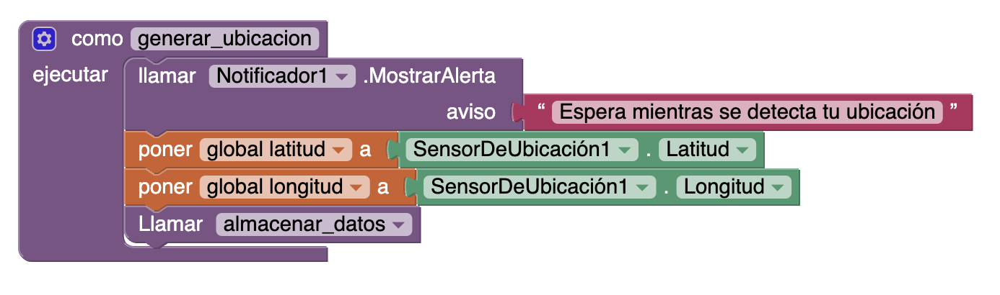 como generar_ubicacion
ejecutar llamar Notificador1 .MostrarAlerta
aviso “ Espera mientras se detecta tu ubicación ”
poner global latitud a SensorDeUbicación1 . Latitud
poner global longitud a SensorDeUbicación1 . Longitud
Llamar almacenar_datos